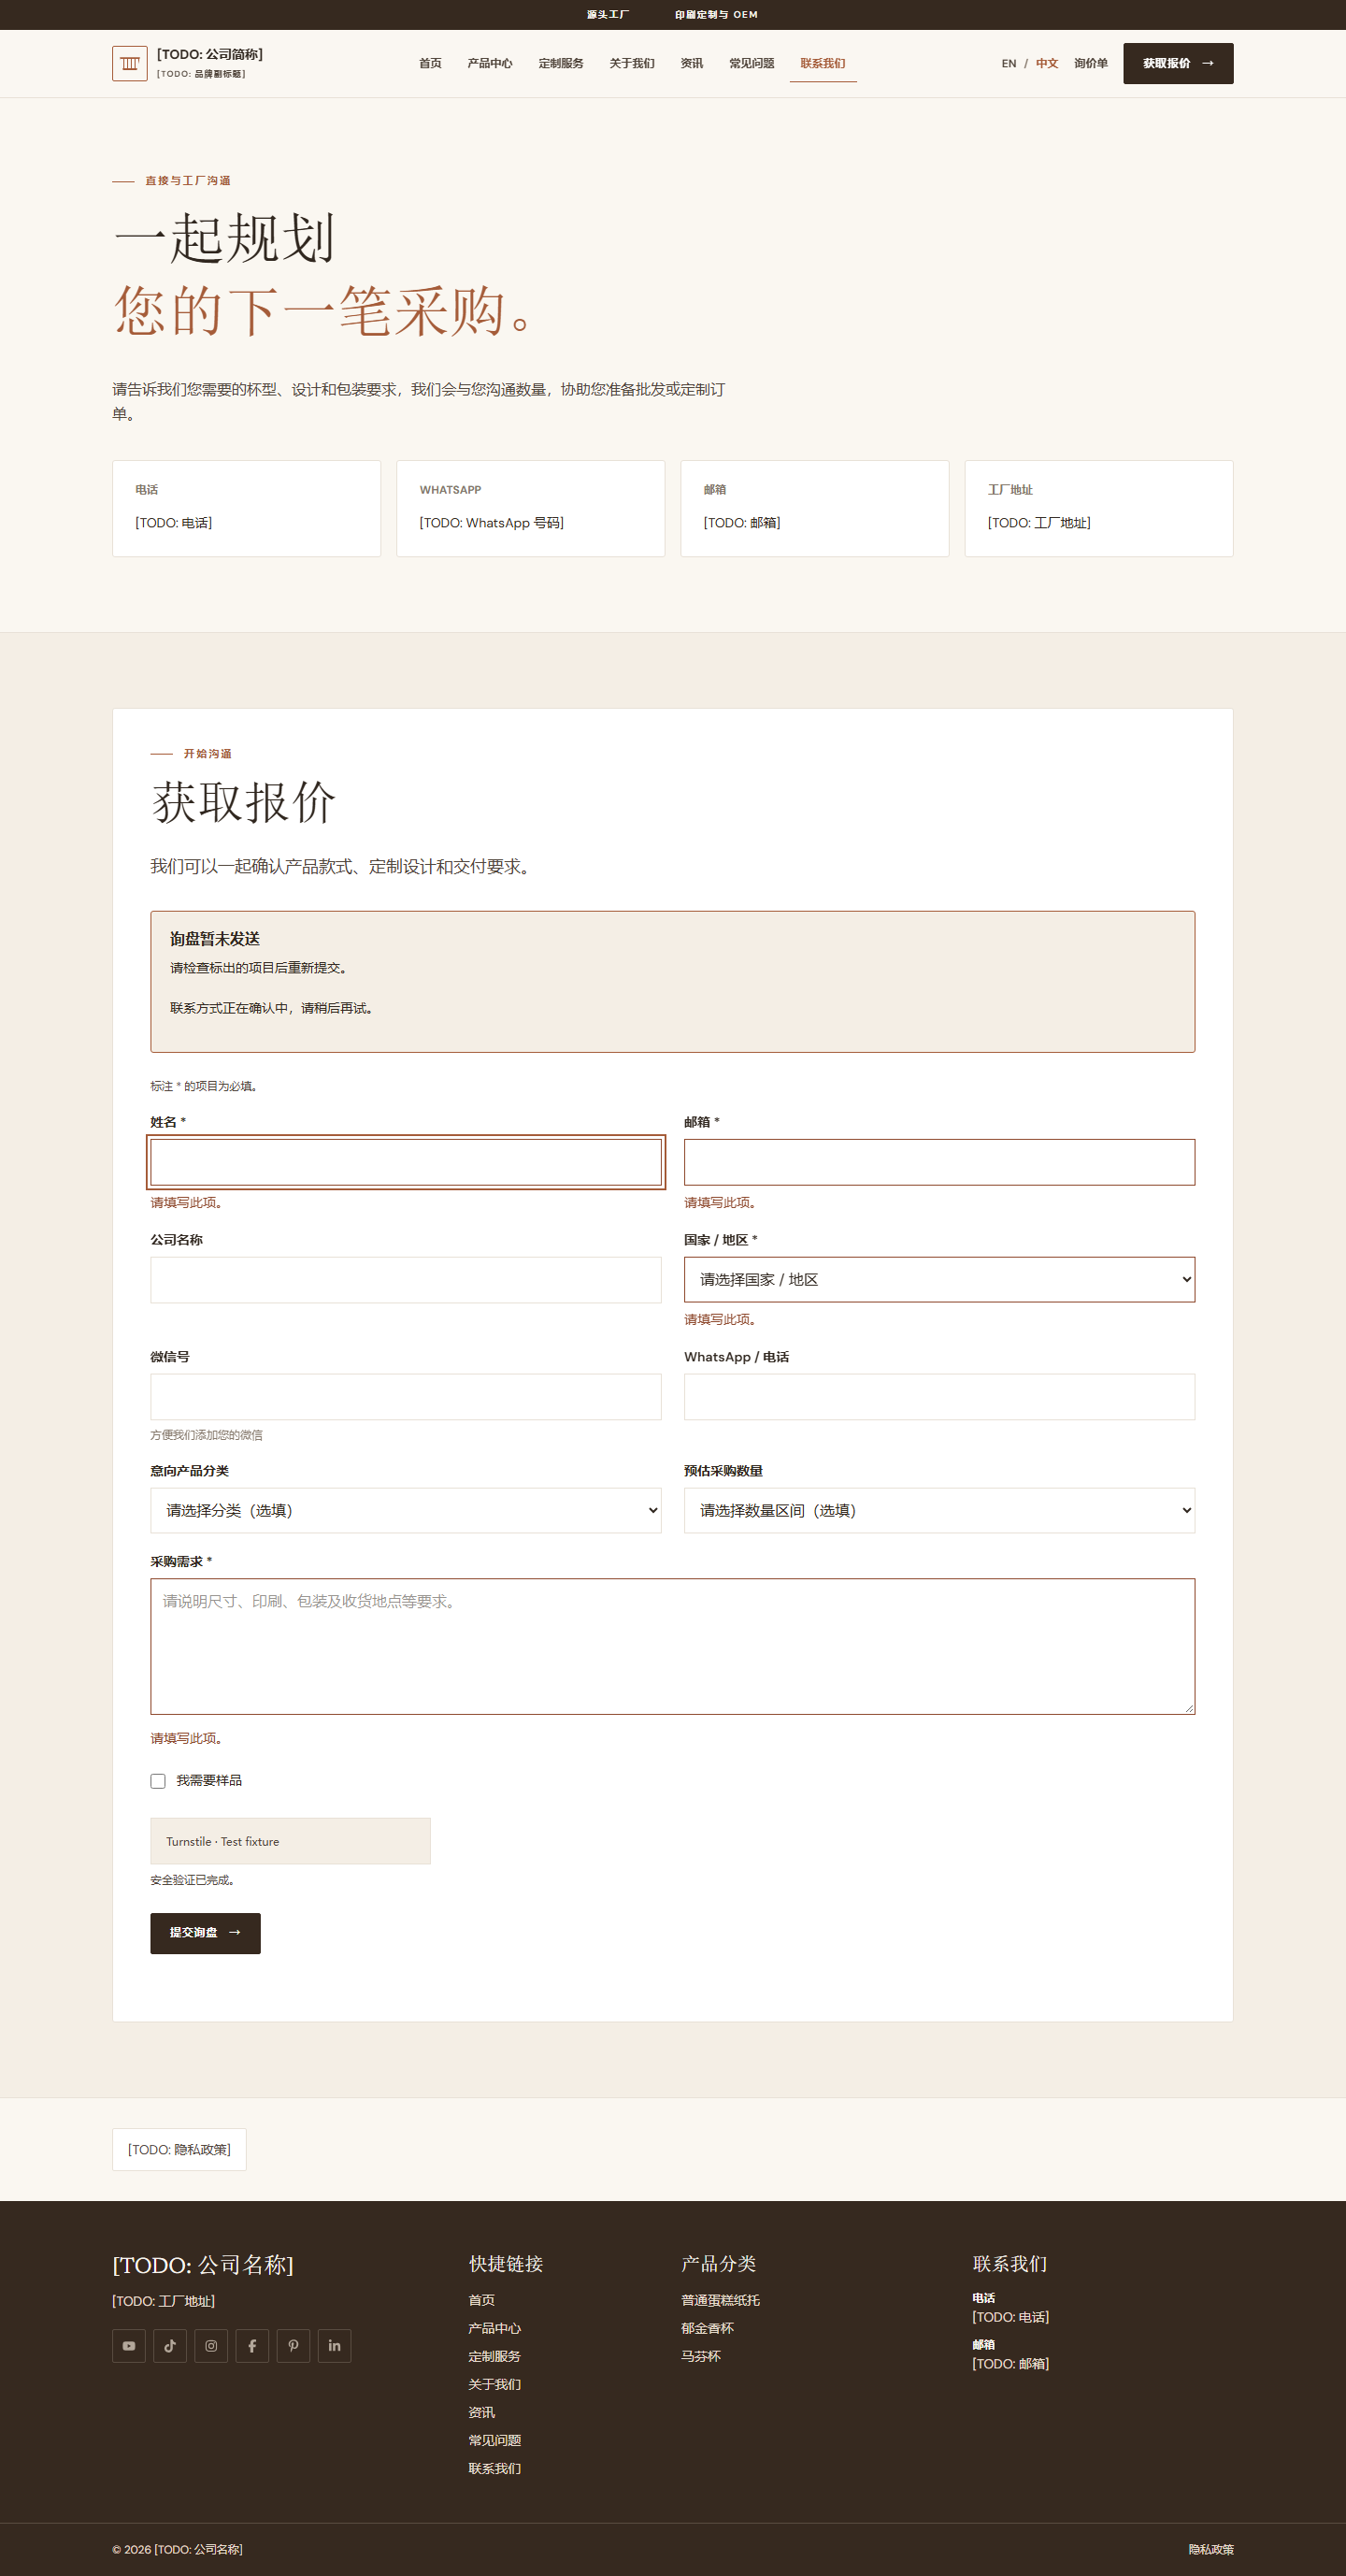 源头工厂 印刷定制与 OEM
[TODO: 公司简称]
[TODO: 品牌副标题]
首页 产品中心 定制服务 关于我们 资讯 常见问题 联系我们
EN / 中文 询价单 获取报价 →
直接与工厂沟通
一起规划
您的下一笔采购。
请告诉我们您需要的杯型、设计和包装要求，我们会与您沟通数量，协助您准备批发或定制订
单。
电话
[TODO: 电话]
WHATSAPP
[TODO: WhatsApp 号码]
邮箱
[TODO: 邮箱]
工厂地址
[TODO: 工厂地址]
开始沟通
获取报价
我们可以一起确认产品款式、定制设计和交付要求。
询盘暂未发送
请检查标出的项目后重新提交。
联系方式正在确认中，请稍后再试。
标注 * 的项目为必填。
姓名 *
请填写此项。
邮箱 *
请填写此项。
公司名称
国家 / 地区 *
请选择国家 / 地区
请填写此项。
微信号
方便我们添加您的微信
WhatsApp / 电话
意向产品分类
请选择分类（选填）
预估采购数量
请选择数量区间（选填）
采购需求 *
请说明尺寸、印刷、包装及收货地点等要求。
请填写此项。
我需要样品
Turnstile · Test fixture
安全验证已完成。
提交询盘 →
[TODO: 隐私政策]
[TODO: 公司名称]
[TODO: 工厂地址]
快捷链接
首页
产品中心
定制服务
关于我们
资讯
常见问题
联系我们
产品分类
普通蛋糕纸托
郁金香杯
马芬杯
联系我们
电话
[TODO: 电话]
邮箱
[TODO: 邮箱]
© 2026 [TODO: 公司名称]
隐私政策